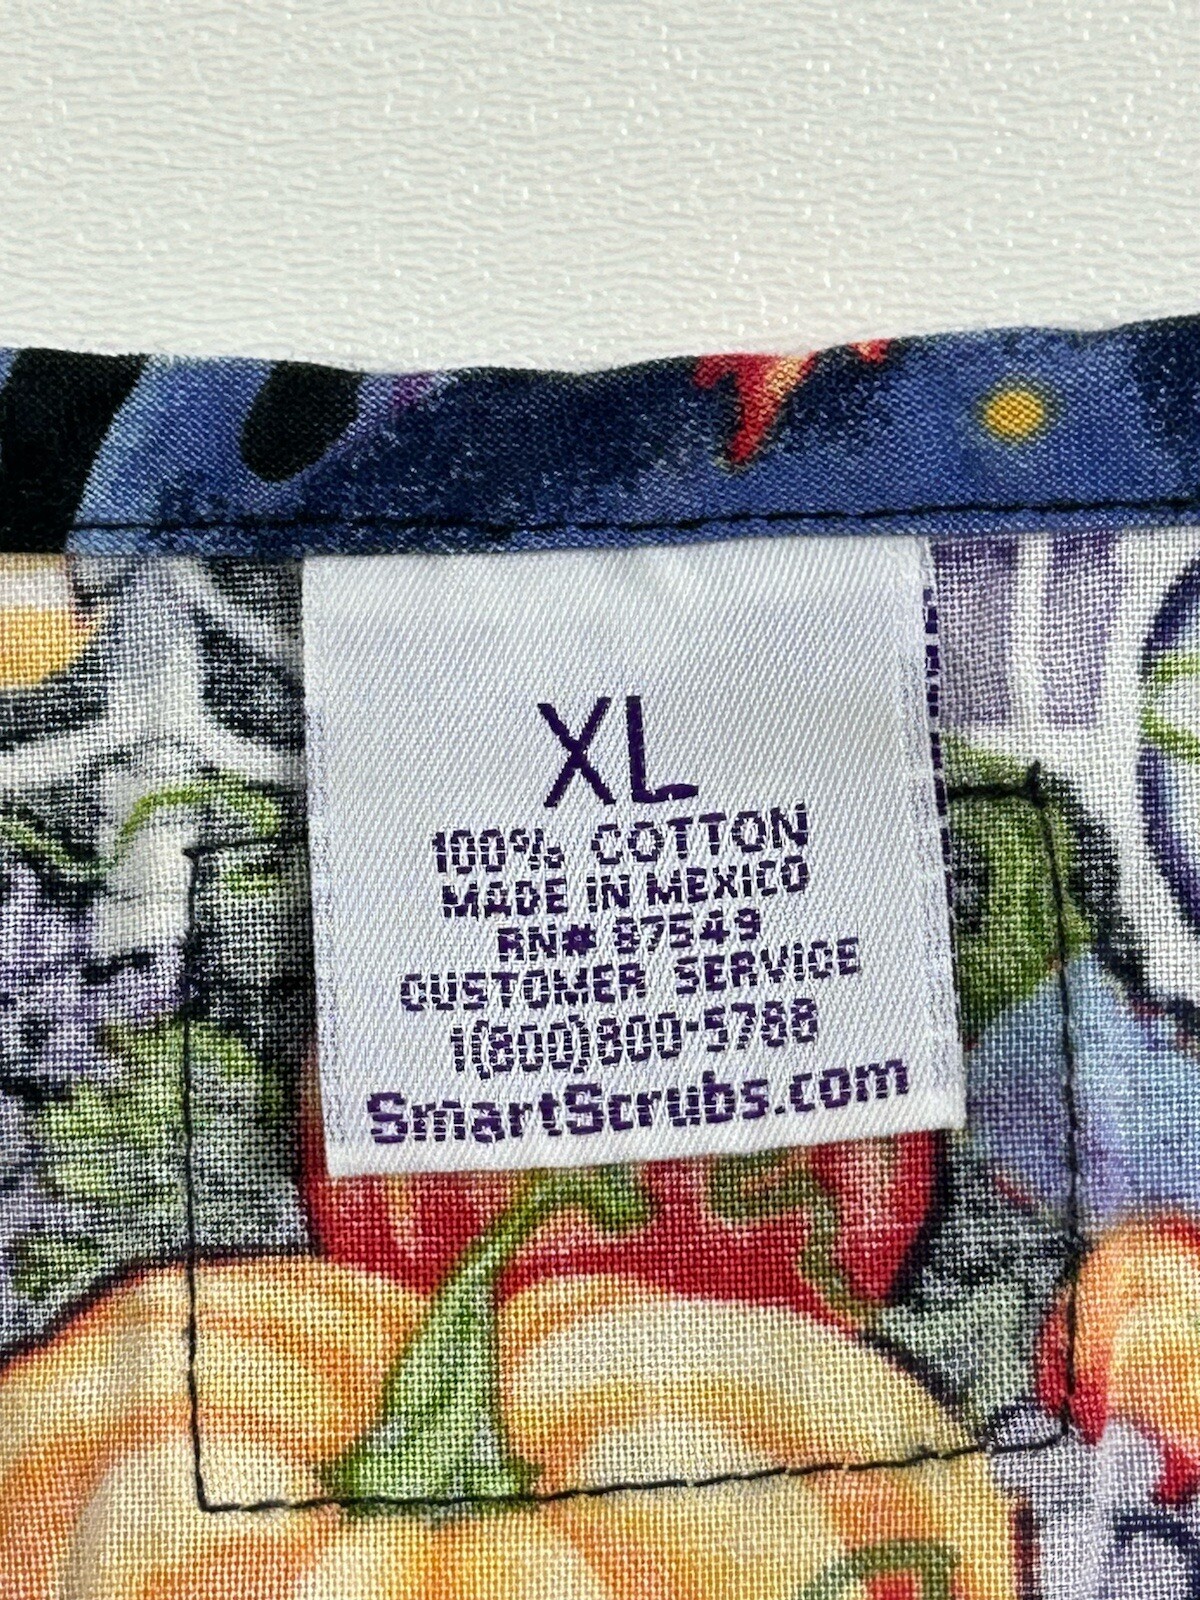 XL
100% COTTON
MADE IN MEXICO
RN# 87549
CUSTOMER SERVICE
1(800)800-5788
SmartScrubs.com